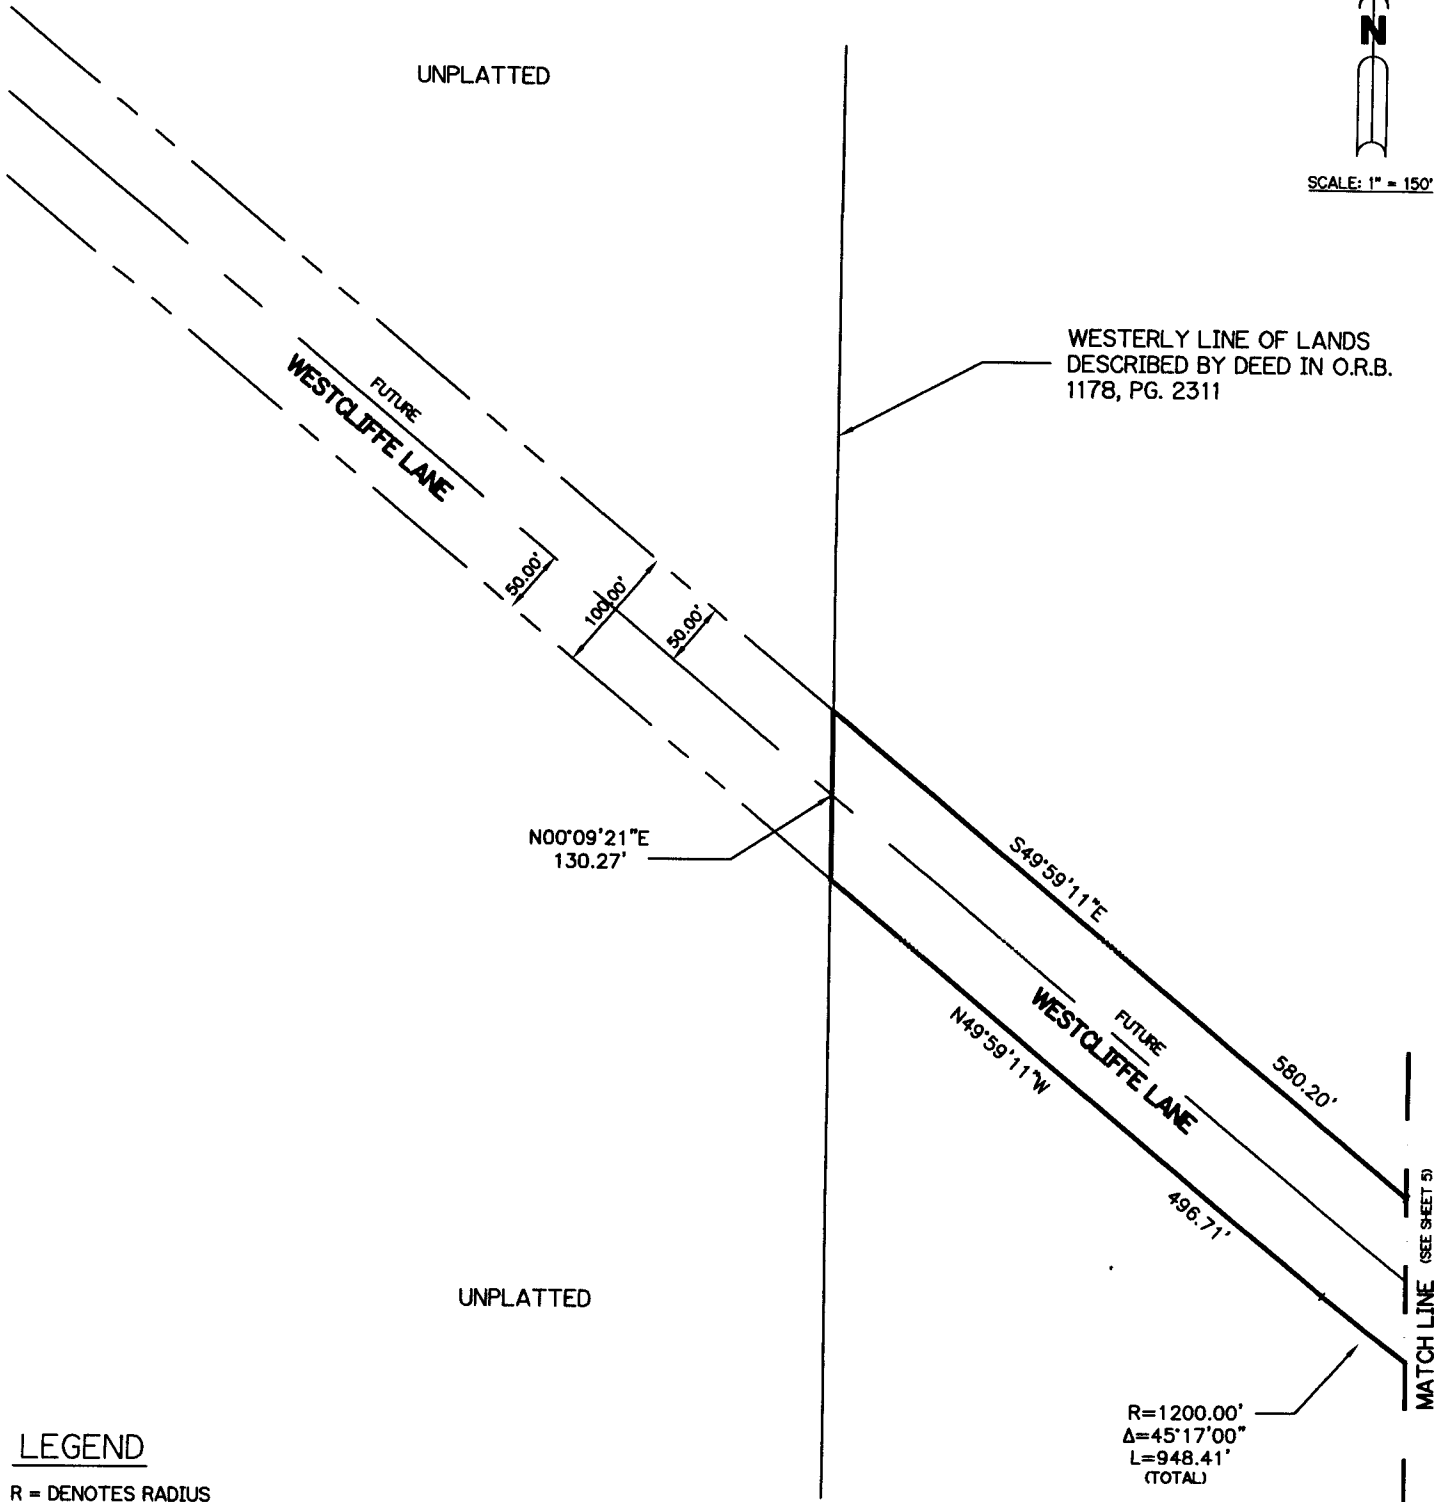 N
UNPLATTED
SCALE: 1" = 150'
WESTERLY LINE OF LANDS
DESCRIBED BY DEED IN O.R.B.
1178, PG. 2311
FUTURE
WESTCLIFFE LANE
50.00'
100.00'
50.00'
N00°09'21"E
130.27'
S49°59'11"E
580.20'
FUTURE
WESTCLIFFE LANE
N49°59'11"W
496.71'
MATCH LINE (SEE SHEET 5)
UNPLATTED
R=1200.00'
Δ=45°17'00"
L=948.41'
(TOTAL)
LEGEND
R = DENOTES RADIUS